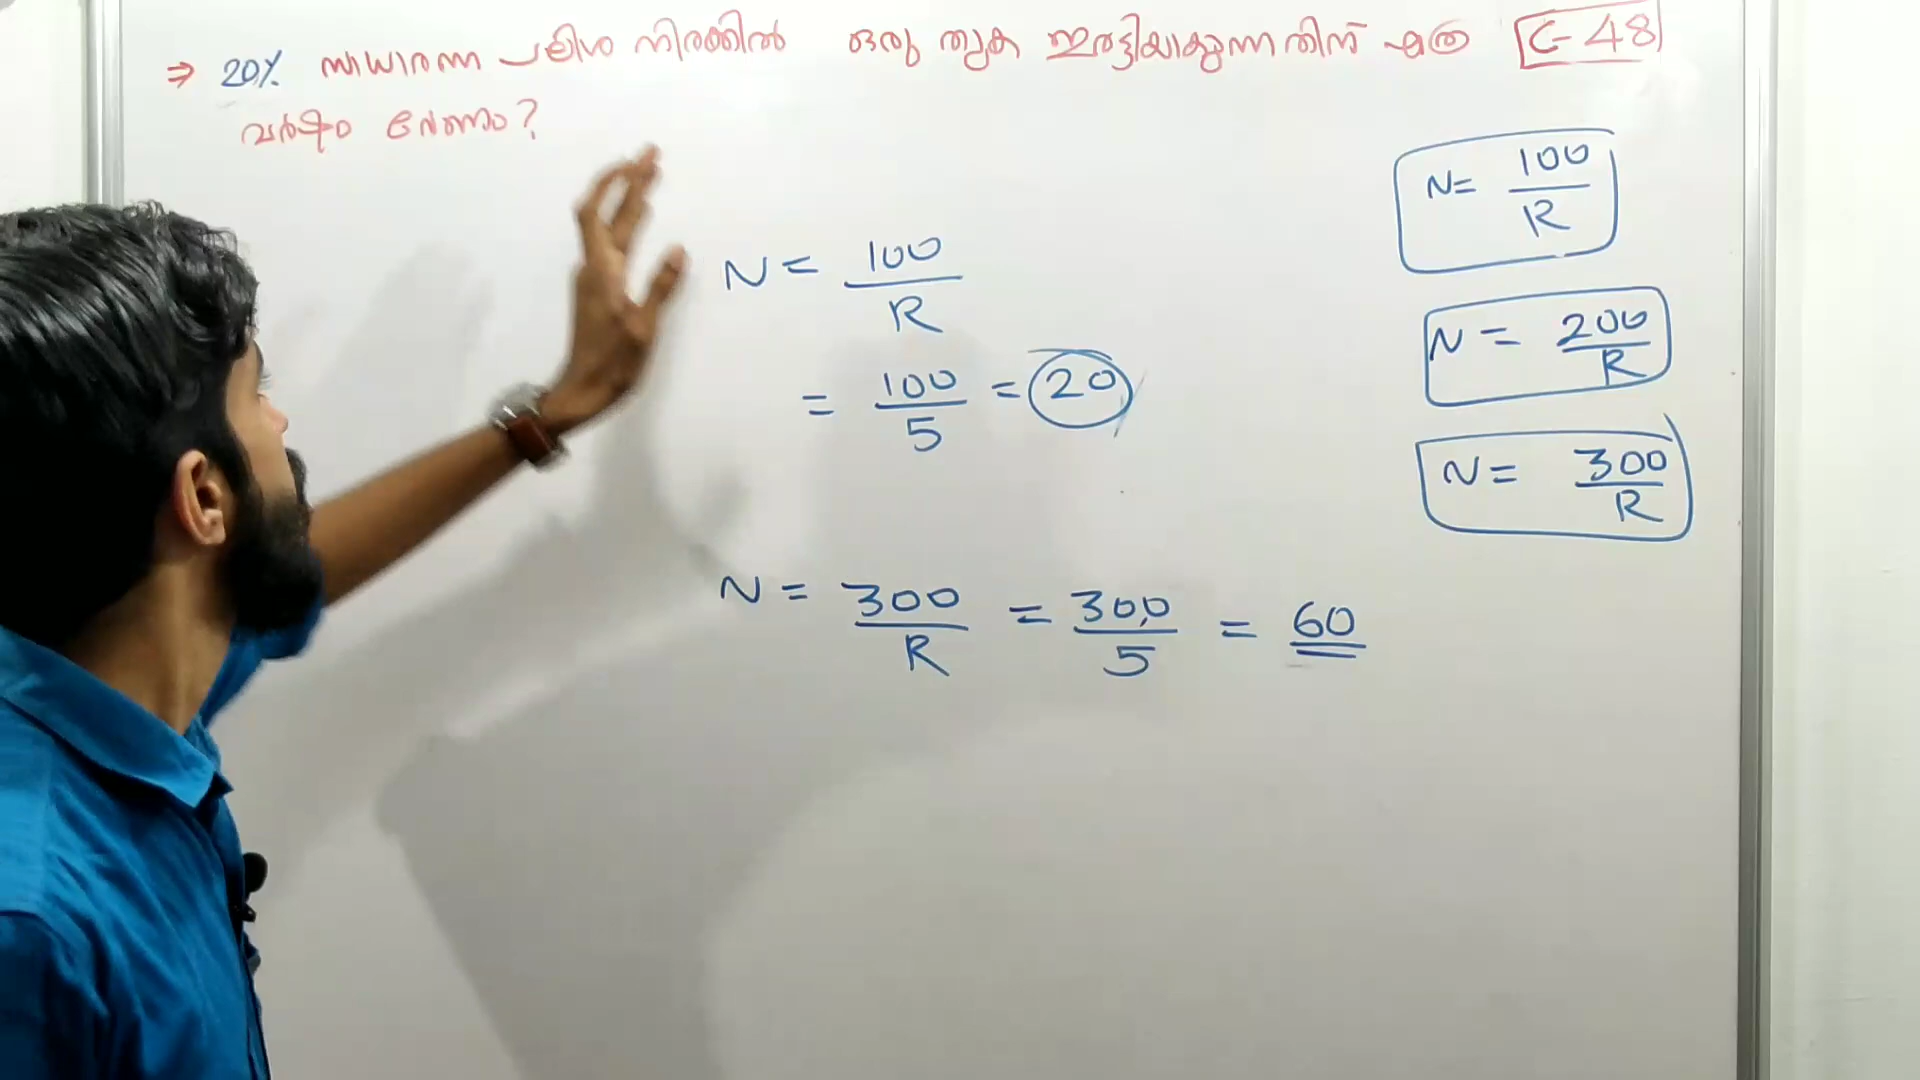 ⇒ 20% സാധാരണ പലിശ നിരക്കിൽ ഒരു തുക ഇരട്ടിയാകുന്നതിന് എത്ര
വർഷം വേണം?
C-48
N = 100/R
= 100/5 = 20
N = 300/R = 300/5 = 60
N = 100/R
N = 200/R
N = 300/R